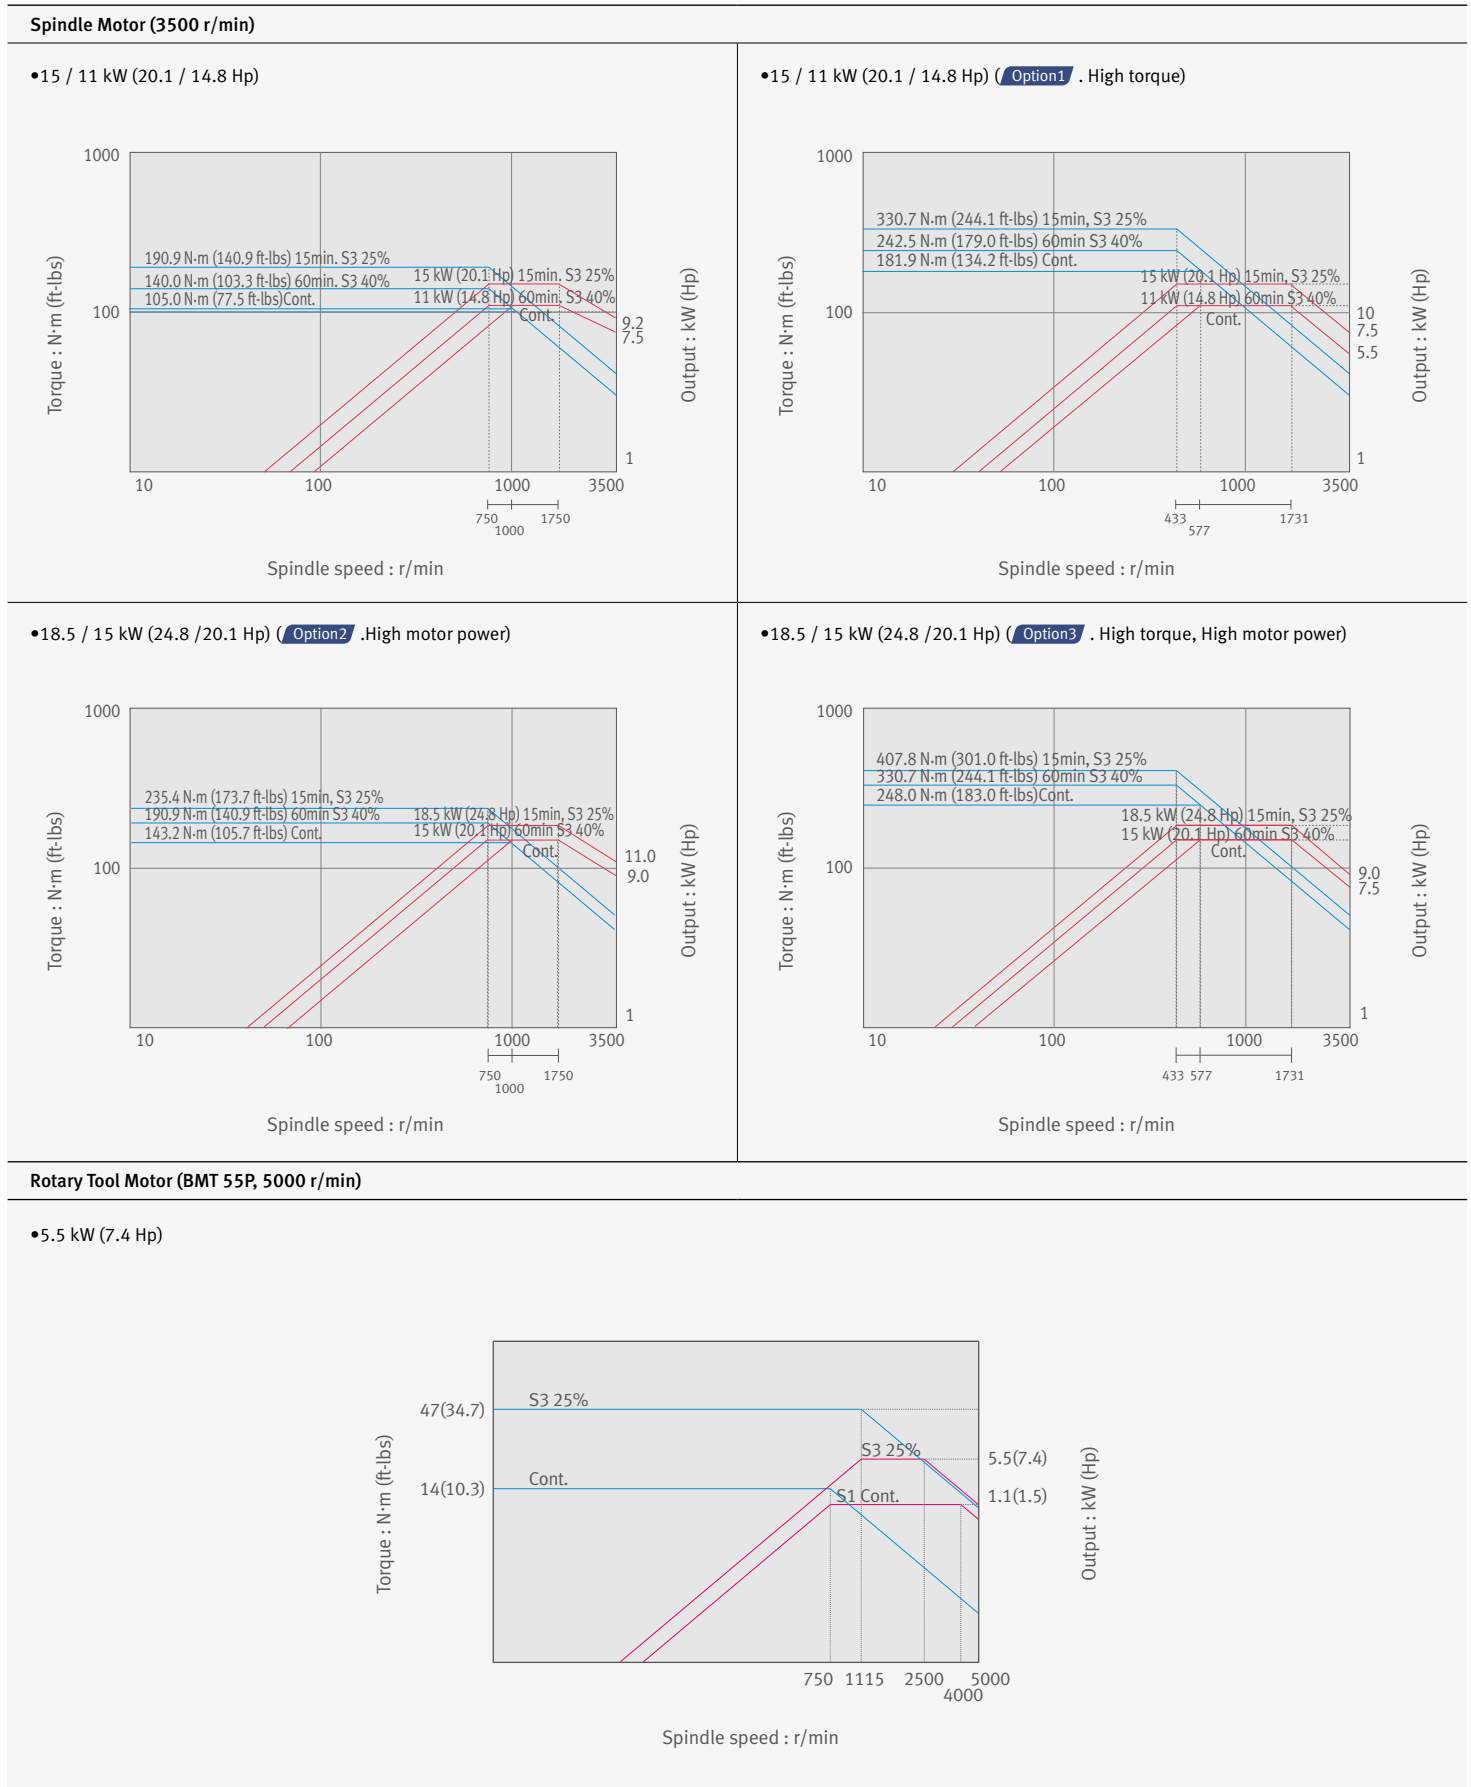 Spindle Motor (3500 r/min)
•15 / 11 kW (20.1 / 14.8 Hp)
1000
100
Torque : N·m (ft-lbs)
190.9 N·m (140.9 ft-lbs) 15min. S3 25%
140.0 N·m (103.3 ft-lbs) 60min. S3 40%
105.0 N·m (77.5 ft-lbs)Cont.
15 kW (20.1 Hp) 15min. S3 25%
11 kW (14.8 Hp) 60min. S3 40%
Cont.
9.2
7.5
1
Output : kW (Hp)
10 100 1000 3500
750 1750
1000
Spindle speed : r/min
•15 / 11 kW (20.1 / 14.8 Hp) ( Option1 . High torque)
1000
100
Torque : N·m (ft-lbs)
330.7 N·m (244.1 ft-lbs) 15min, S3 25%
242.5 N·m (179.0 ft-lbs) 60min S3 40%
181.9 N·m (134.2 ft-lbs) Cont.
15 kW (20.1 Hp) 15min, S3 25%
11 kW (14.8 Hp) 60min S3 40%
Cont.
10
7.5
5.5
1
Output : kW (Hp)
10 100 1000 3500
433 1731
577
Spindle speed : r/min
•18.5 / 15 kW (24.8 /20.1 Hp) ( Option2 .High motor power)
1000
100
Torque : N·m (ft-lbs)
235.4 N·m (173.7 ft-lbs) 15min, S3 25%
190.9 N·m (140.9 ft-lbs) 60min S3 40%
143.2 N·m (105.7 ft-lbs) Cont.
18.5 kW (24.8 Hp) 15min, S3 25%
15 kW (20.1 Hp) 60min S3 40%
Cont.
11.0
9.0
1
Output : kW (Hp)
10 100 1000 3500
750 1750
1000
Spindle speed : r/min
•18.5 / 15 kW (24.8 /20.1 Hp) ( Option3 . High torque, High motor power)
1000
100
Torque : N·m (ft-lbs)
407.8 N·m (301.0 ft-lbs) 15min, S3 25%
330.7 N·m (244.1 ft-lbs) 60min S3 40%
248.0 N·m (183.0 ft-lbs)Cont.
18.5 kW (24.8 Hp) 15min, S3 25%
15 kW (20.1 Hp) 60min S3 40%
Cont.
9.0
7.5
1
Output : kW (Hp)
10 100 1000 3500
433 577 1731
Spindle speed : r/min
Rotary Tool Motor (BMT 55P, 5000 r/min)
•5.5 kW (7.4 Hp)
Torque : N·m (ft-lbs)
47(34.7)
14(10.3)
S3 25%
Cont.
S3 25%
S1 Cont.
5.5(7.4)
1.1(1.5)
Output : kW (Hp)
750 1115 2500 5000
4000
Spindle speed : r/min